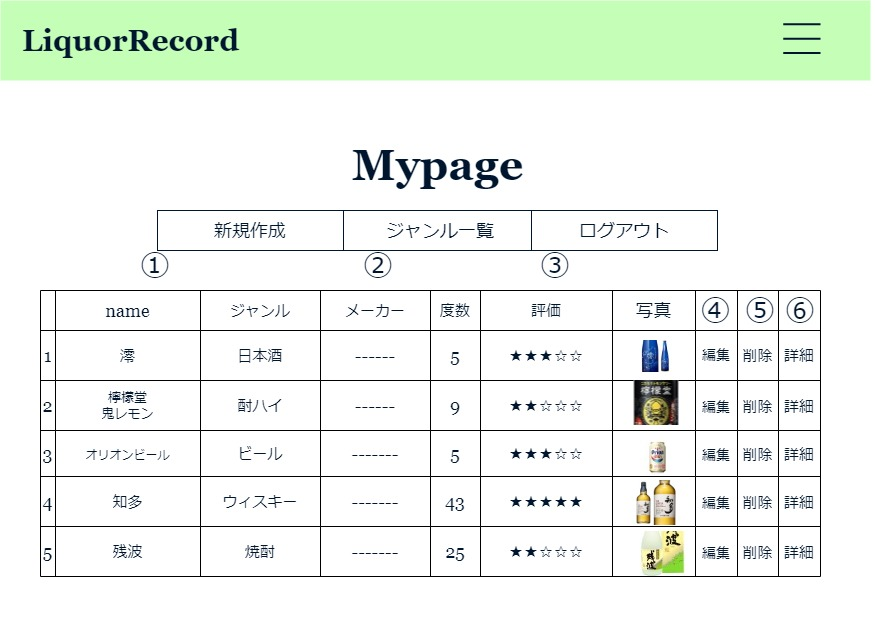 LiquorRecord
Mypage
新規作成 ジャンル一覧 ログアウト
① ② ③
name ジャンル メーカー 度数 評価 写真 ④ ⑤ ⑥
1 澪 日本酒 ------ 5 ★★★☆☆ 編集 削除 詳細
2 檸檬堂
鬼レモン 酎ハイ ------ 9 ★★☆☆☆ 檸檬堂 編集 削除 詳細
3 オリオンビール ビール ------- 5 ★★★☆☆ 編集 削除 詳細
4 知多 ウィスキー ------- 43 ★★★★★ 知多 編集 削除 詳細
5 残波 焼酎 ------- 25 ★★☆☆☆ 残波 波 編集 削除 詳細